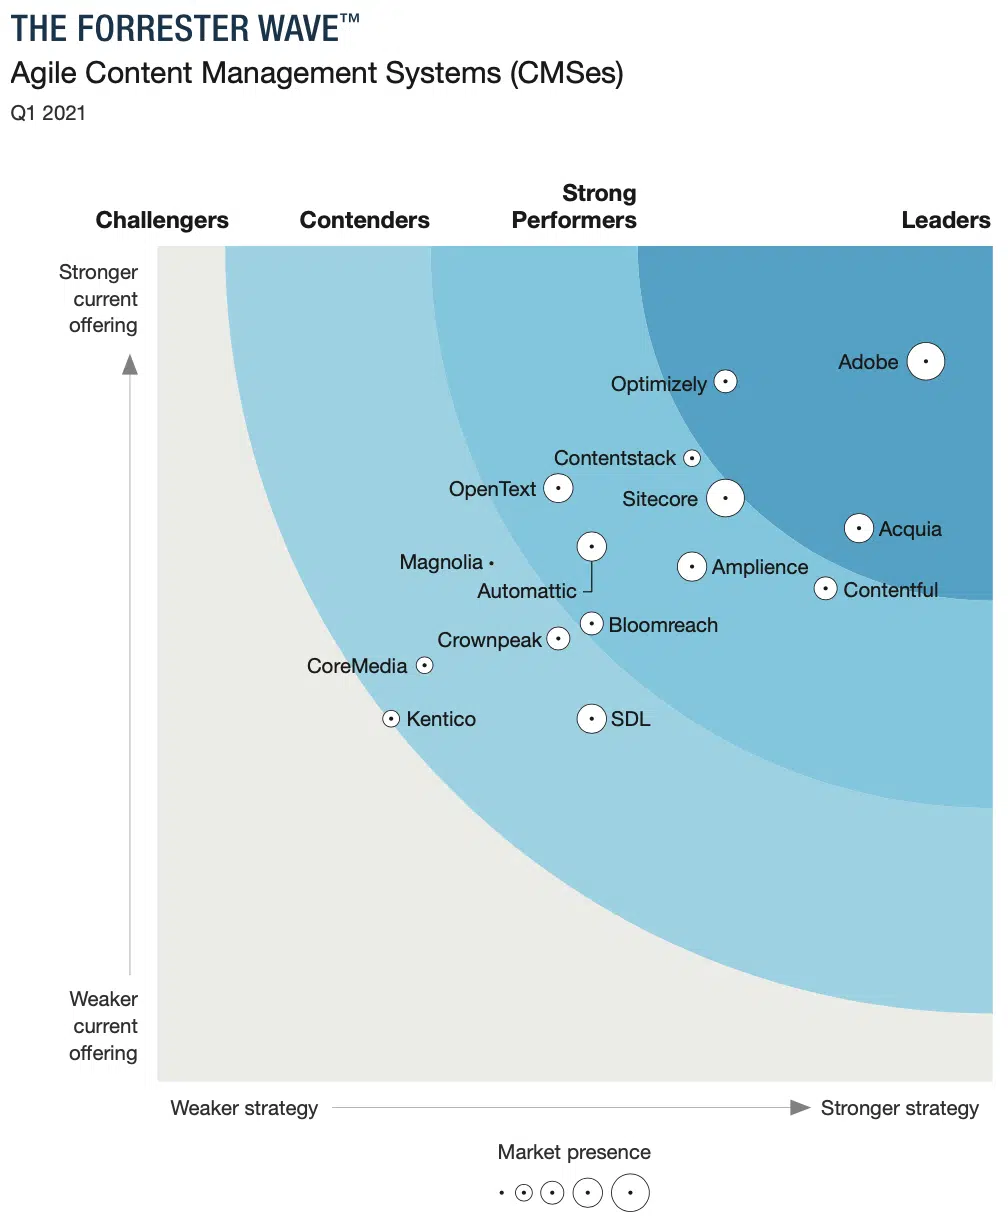 THE FORRESTER WAVE™
Agile Content Management Systems (CMSes)
Q1 2021
Challengers
Contenders
Strong
Performers
Leaders
Stronger
current
offering
Adobe
Optimizely
Contentstack
OpenText
Sitecore
Acquia
Magnolia
Amplience
Automattic
Contentful
Bloomreach
Crownpeak
CoreMedia
Kentico
SDL
Weaker
current
offering
Weaker strategy
Stronger strategy
Market presence